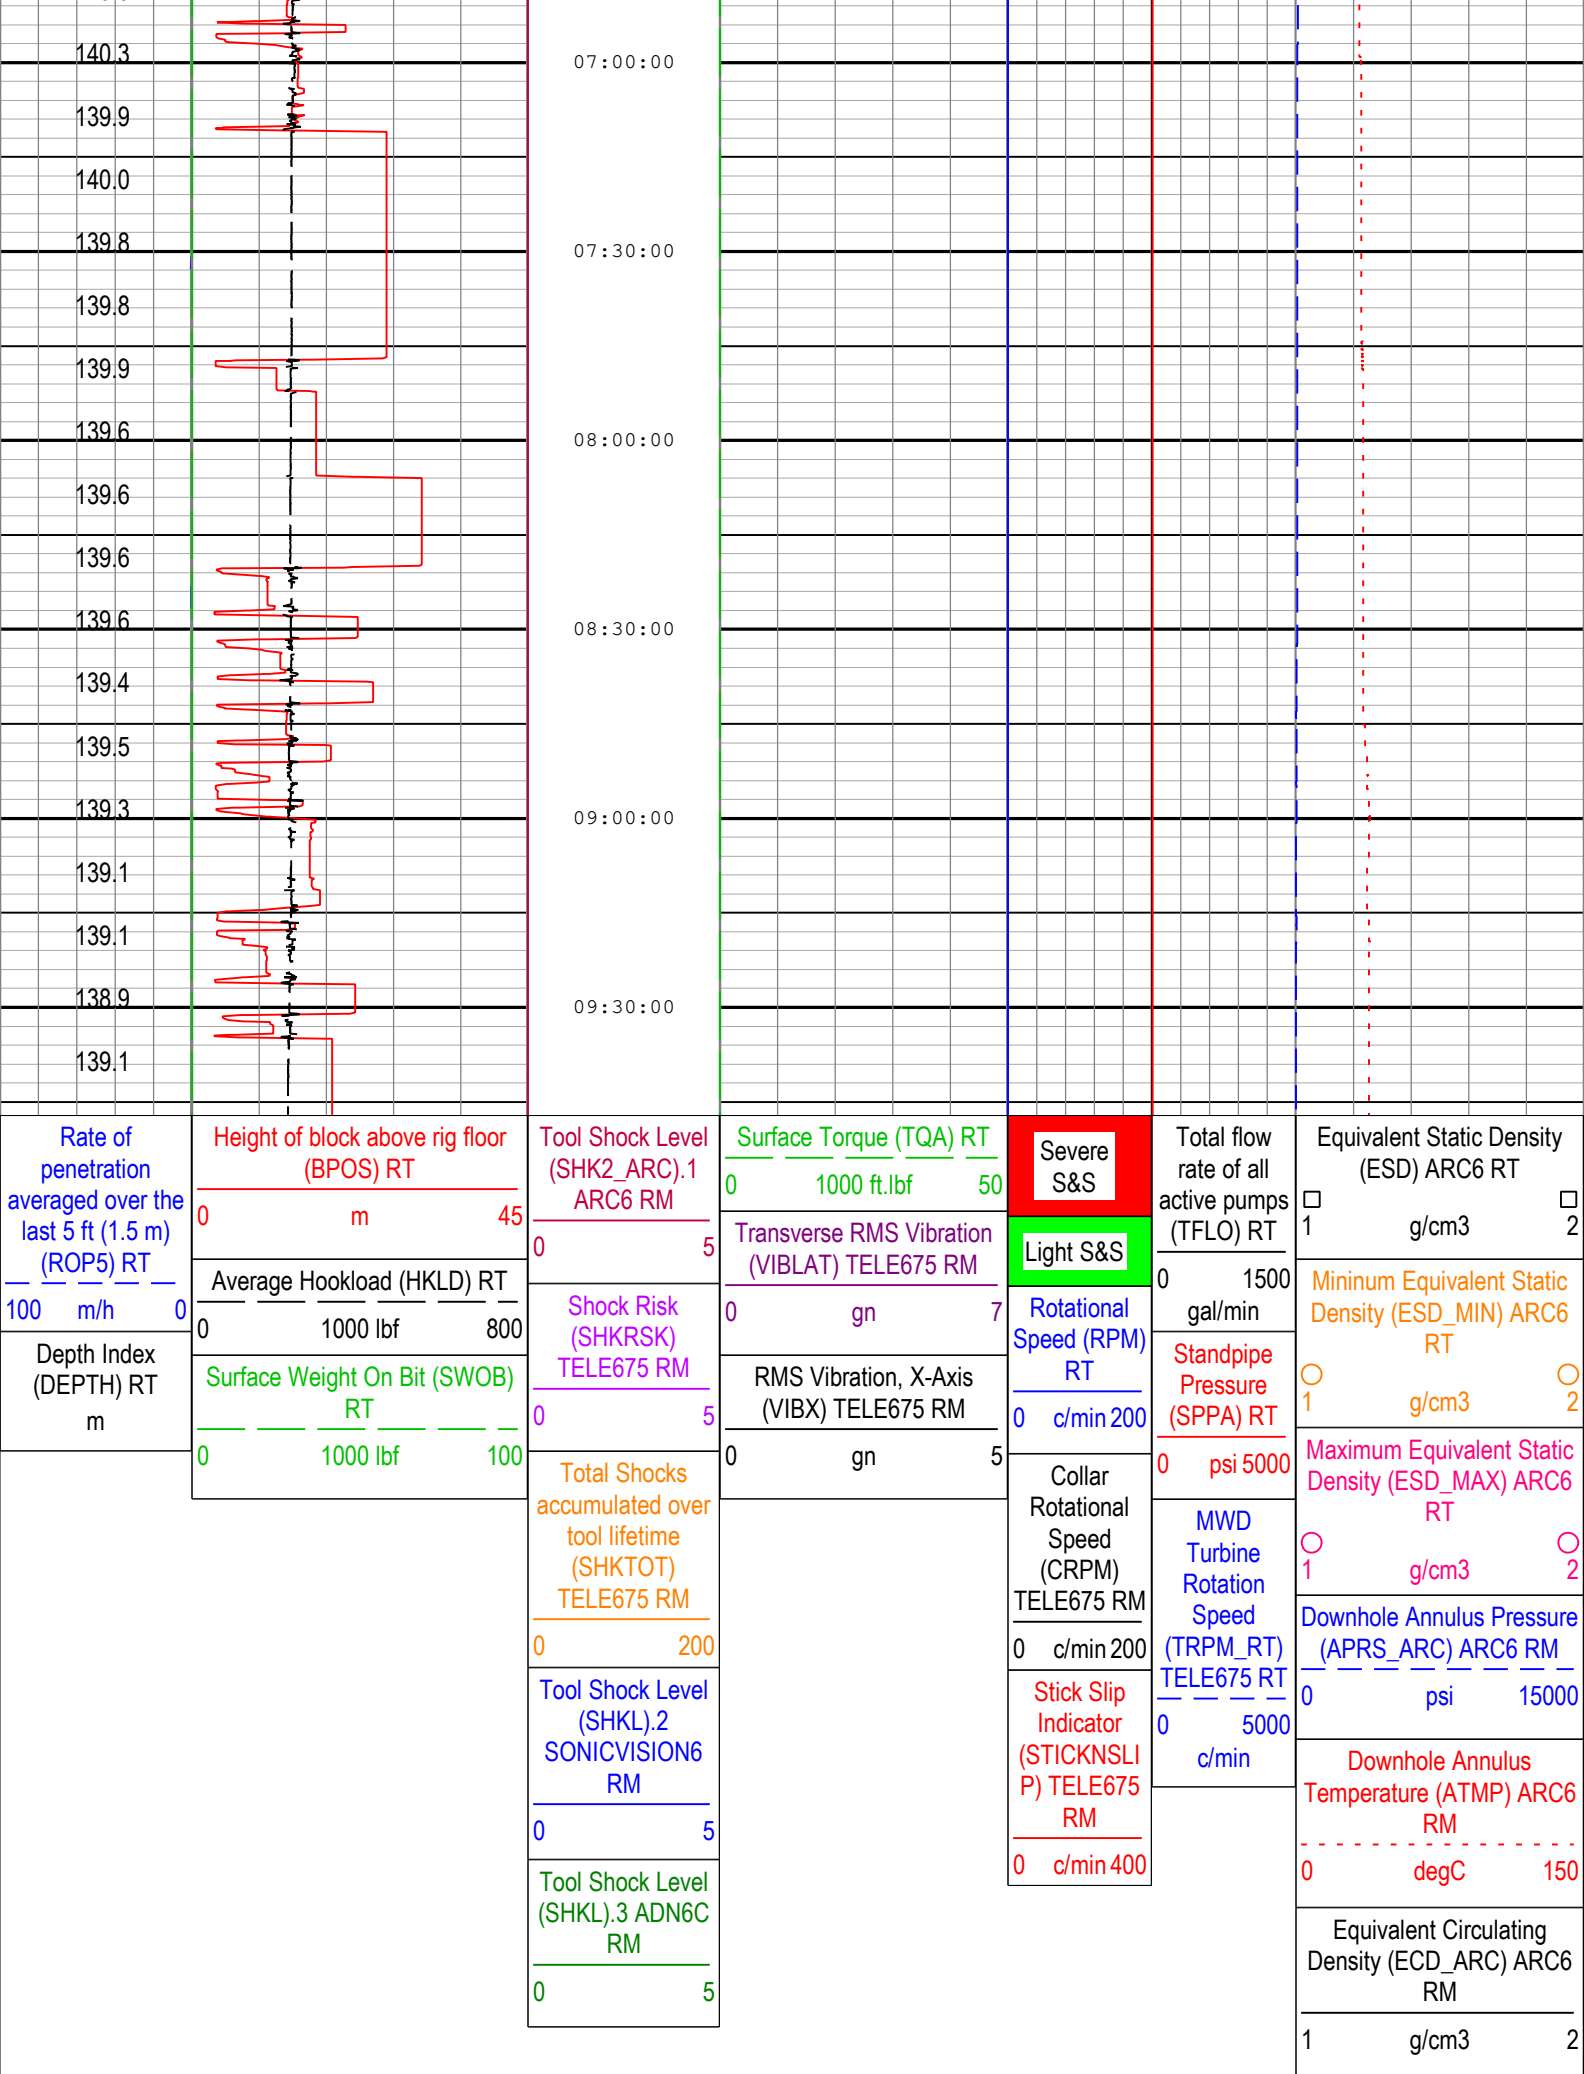 140.3
07:00:00
139.9
140.0
139.8
07:30:00
139.8
139.9
139.6
08:00:00
139.6
139.6
139.6
08:30:00
139.4
139.5
139.3
09:00:00
139.1
139.1
138.9
09:30:00
139.1
Rate of
penetration
averaged over the
last 5 ft (1.5 m)
(ROP5) RT
100 m/h 0
Depth Index
(DEPTH) RT
m
Height of block above rig floor
(BPOS) RT
0 m 45
Average Hookload (HKLD) RT
0 1000 lbf 800
Surface Weight On Bit (SWOB)
RT
0 1000 lbf 100
Tool Shock Level
(SHK2_ARC).1
ARC6 RM
0 5
Shock Risk
(SHKRSK)
TELE675 RM
0 5
Total Shocks
accumulated over
tool lifetime
(SHKTOT)
TELE675 RM
0 200
Tool Shock Level
(SHKL).2
SONICVISION6
RM
0 5
Tool Shock Level
(SHKL).3 ADN6C
RM
0 5
Surface Torque (TQA) RT
0 1000 ft.lbf 50
Transverse RMS Vibration
(VIBLAT) TELE675 RM
0 gn 7
RMS Vibration, X-Axis
(VIBX) TELE675 RM
0 gn 5
Severe
S&S
Light S&S
Rotational
Speed (RPM)
RT
0 c/min 200
Collar
Rotational
Speed
(CRPM)
TELE675 RM
0 c/min 200
Stick Slip
Indicator
(STICKNSLI
P) TELE675
RM
0 c/min 400
Total flow
rate of all
active pumps
(TFLO) RT
0 1500
gal/min
Standpipe
Pressure
(SPPA) RT
0 psi 5000
MWD
Turbine
Rotation
Speed
(TRPM_RT)
TELE675 RT
0 5000
c/min
Equivalent Static Density
(ESD) ARC6 RT
1 g/cm3 2
Mininum Equivalent Static
Density (ESD_MIN) ARC6
RT
1 g/cm3 2
Maximum Equivalent Static
Density (ESD_MAX) ARC6
RT
1 g/cm3 2
Downhole Annulus Pressure
(APRS_ARC) ARC6 RM
0 psi 15000
Downhole Annulus
Temperature (ATMP) ARC6
RM
0 degC 150
Equivalent Circulating
Density (ECD_ARC) ARC6
RM
1 g/cm3 2